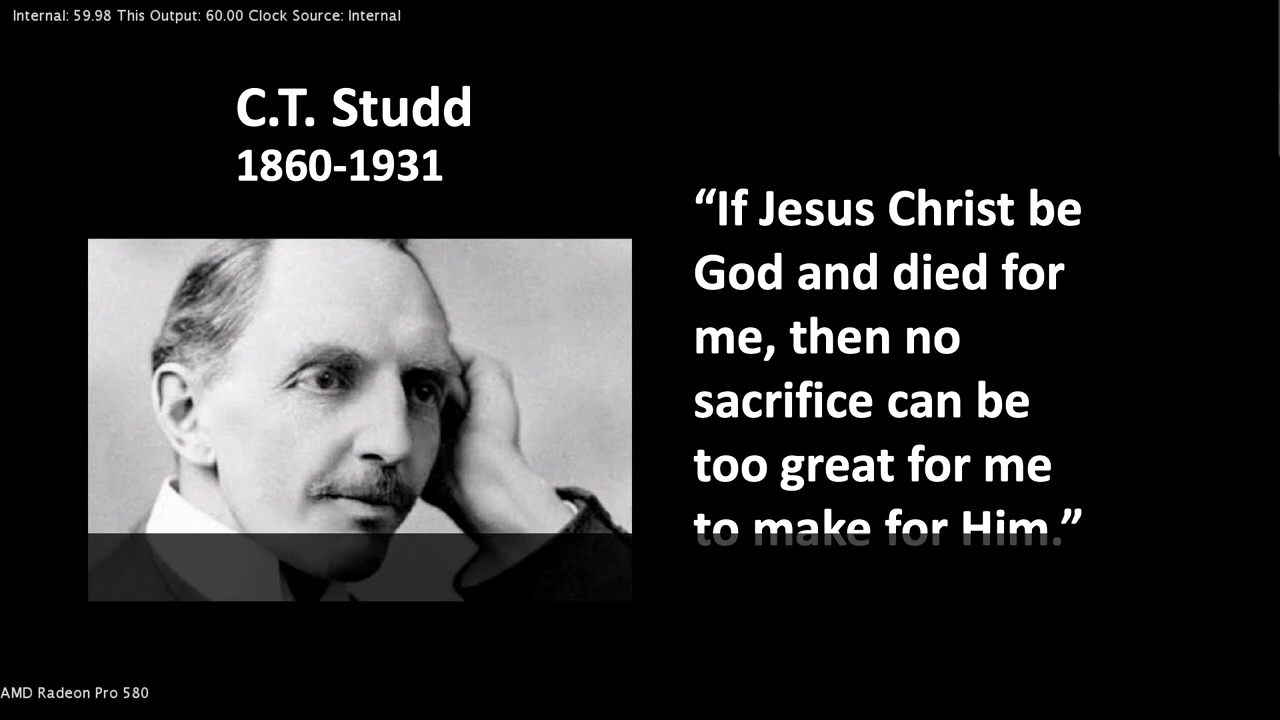 Internal: 59.98 This Output: 60.00 Clock Source: Internal
C.T. Studd
1860-1931
“If Jesus Christ be
God and died for
me, then no
sacrifice can be
too great for me
to make for Him.”
AMD Radeon Pro 580